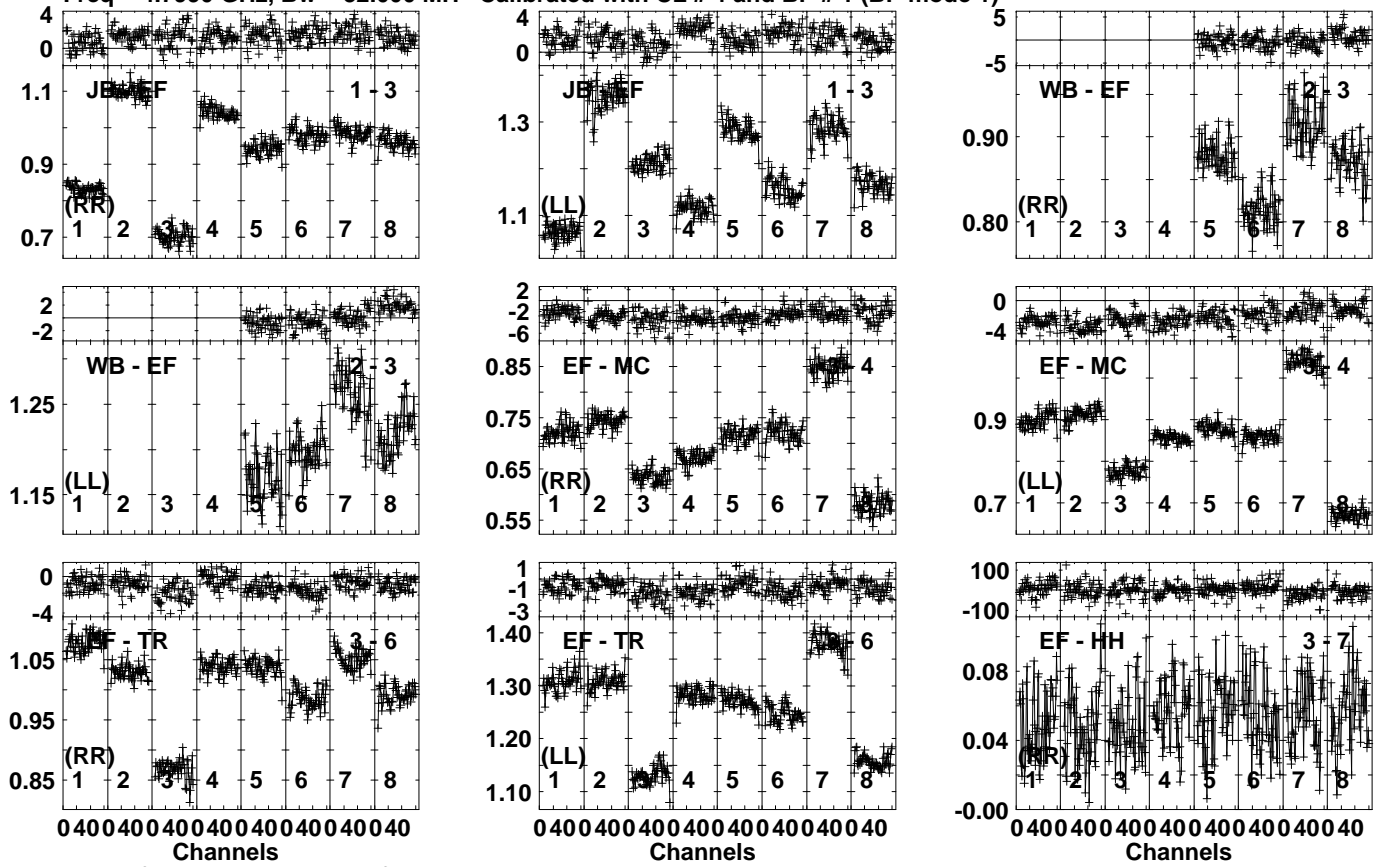 Calibrated with CL # 1 and BP # 1 (BP mode 1)
4 2 0
1.1 0.9 0.7
JB - EF 1 - 3
(RR)
1 2 3 4 5 6 7 8
4 2 0
1.3 1.1
JB - EF 1 - 3
(LL)
1 2 3 4 5 6 7 8
5 -5
0.90 0.80
WB - EF 2 - 3
(RR)
1 2 3 4 5 6 7 8
2 -2
1.25 1.15
WB - EF 2 - 3
(LL)
1 2 3 4 5 6 7 8
2 -2 -6
0.85 0.75 0.65 0.55
EF - MC 3 - 4
(RR)
1 2 3 4 5 6 7 8
0 -4
0.9 0.7
EF - MC 3 - 4
(LL)
1 2 3 4 5 6 7 8
0 -4
1.05 0.95 0.85
EF - TR 3 - 6
(RR)
1 2 3 4 5 6 7 8
0 40 0 40 0 40 0 40 0 40 0 40 0 40 0 40
Channels
1 -1 -3
1.40 1.30 1.20 1.10
EF - TR 3 - 6
(LL)
1 2 3 4 5 6 7 8
0 40 0 40 0 40 0 40 0 40 0 40 0 40 0 40
Channels
100 -100
0.08 0.04 -0.00
EF - HH 3 - 7
(RR)
1 2 3 4 5 6 7 8
0 40 0 40 0 40 0 40 0 40 0 40 0 40 0 40
Channels